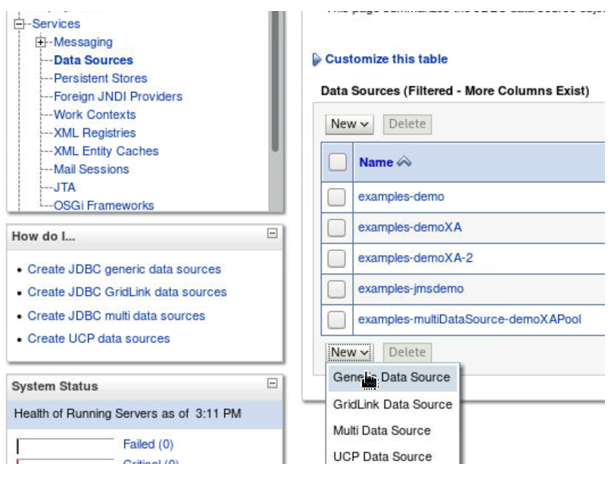 Services
Messaging
Data Sources
Persistent Stores
Foreign JNDI Providers
Work Contexts
XML Registries
XML Entity Caches
Mail Sessions
JTA
OSGi Frameworks
How do I...
Create JDBC generic data sources
Create JDBC GridLink data sources
Create JDBC multi data sources
Create UCP data sources
System Status
Health of Running Servers as of 3:11 PM
Failed (0)
Critical (0)
Customize this table
Data Sources (Filtered - More Columns Exist)
New Delete
Name
examples-demo
examples-demoXA
examples-demoXA-2
examples-jmsdemo
examples-multiDataSource-demoXAPool
New Delete
Generic Data Source
GridLink Data Source
Multi Data Source
UCP Data Source